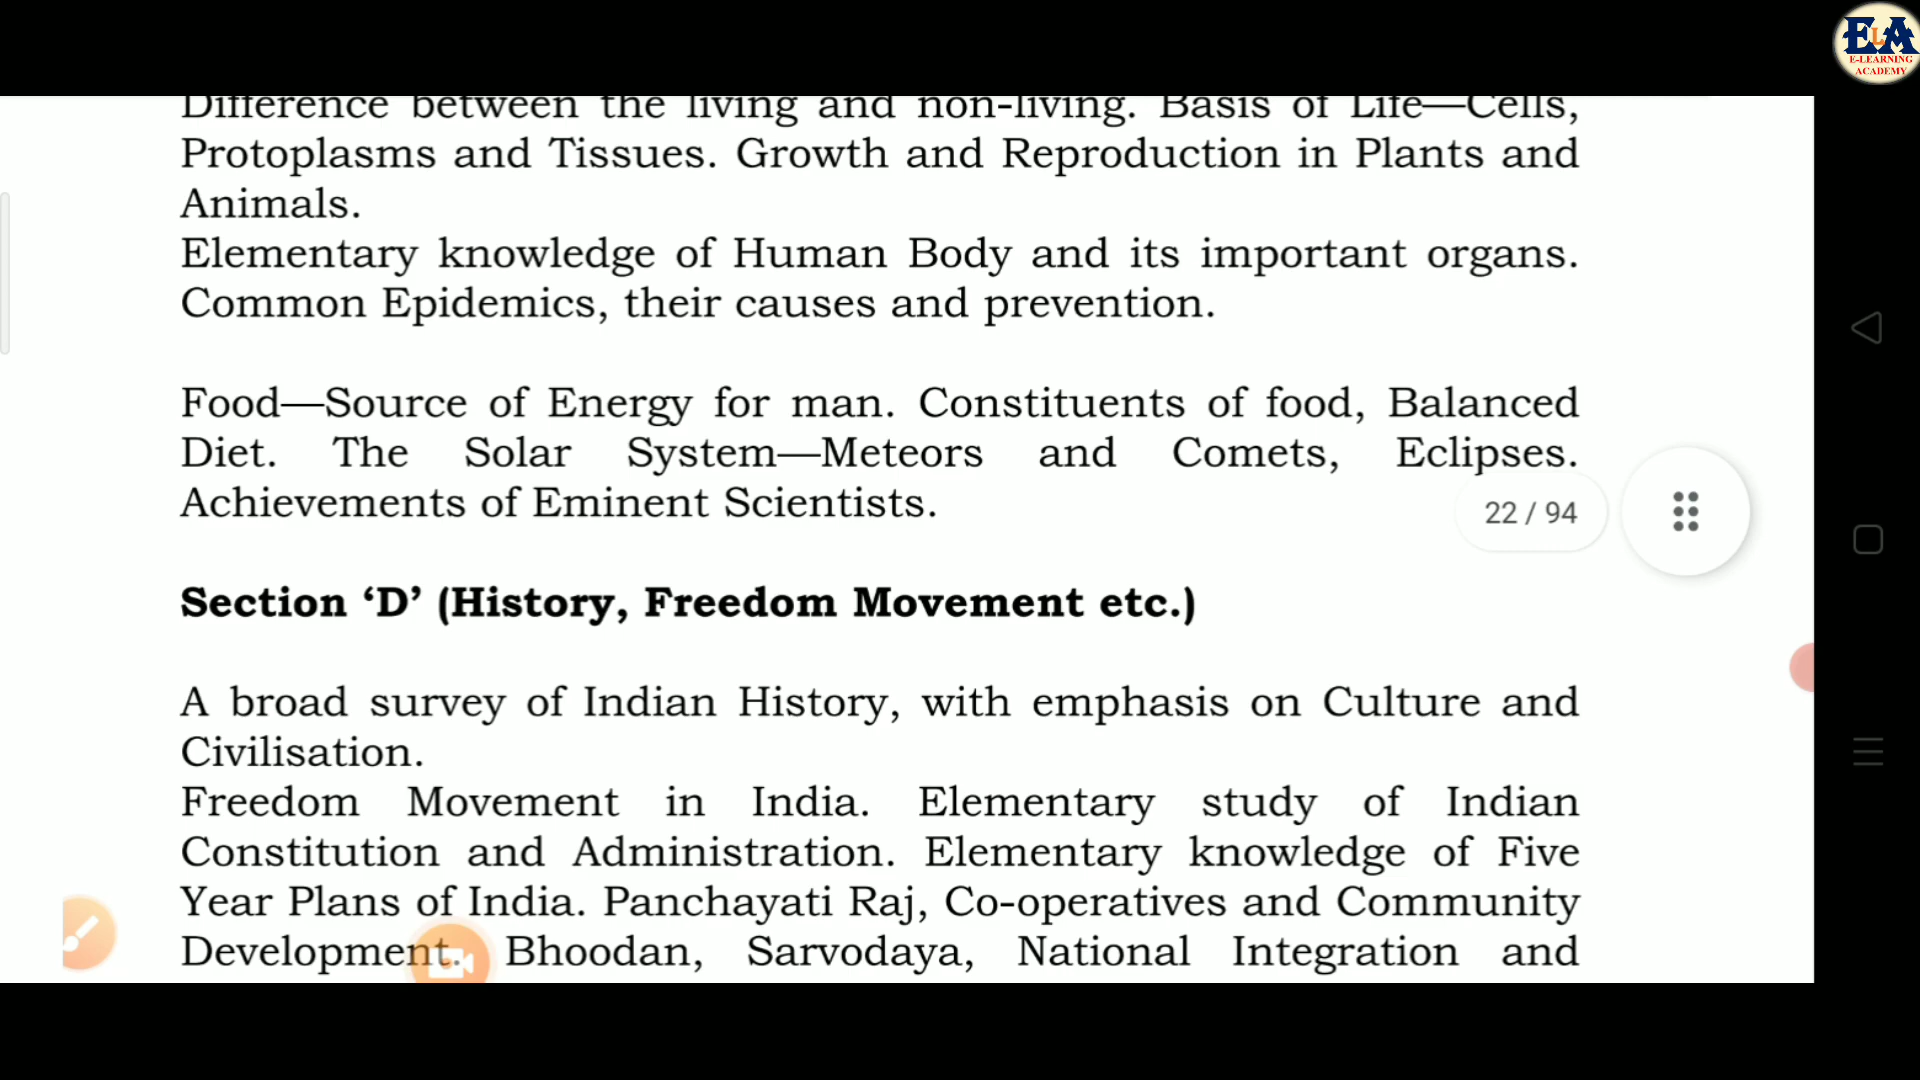 ELA
E-LEARNING
ACADEMY
Difference between the living and non-living. Basis of Life—Cells,
Protoplasms and Tissues. Growth and Reproduction in Plants and
Animals.
Elementary knowledge of Human Body and its important organs.
Common Epidemics, their causes and prevention.
Food—Source of Energy for man. Constituents of food, Balanced
Diet. The Solar System—Meteors and Comets, Eclipses.
Achievements of Eminent Scientists.
22 / 94
Section ‘D’ (History, Freedom Movement etc.)
A broad survey of Indian History, with emphasis on Culture and
Civilisation.
Freedom Movement in India. Elementary study of Indian
Constitution and Administration. Elementary knowledge of Five
Year Plans of India. Panchayati Raj, Co-operatives and Community
Development. Bhoodan, Sarvodaya, National Integration and